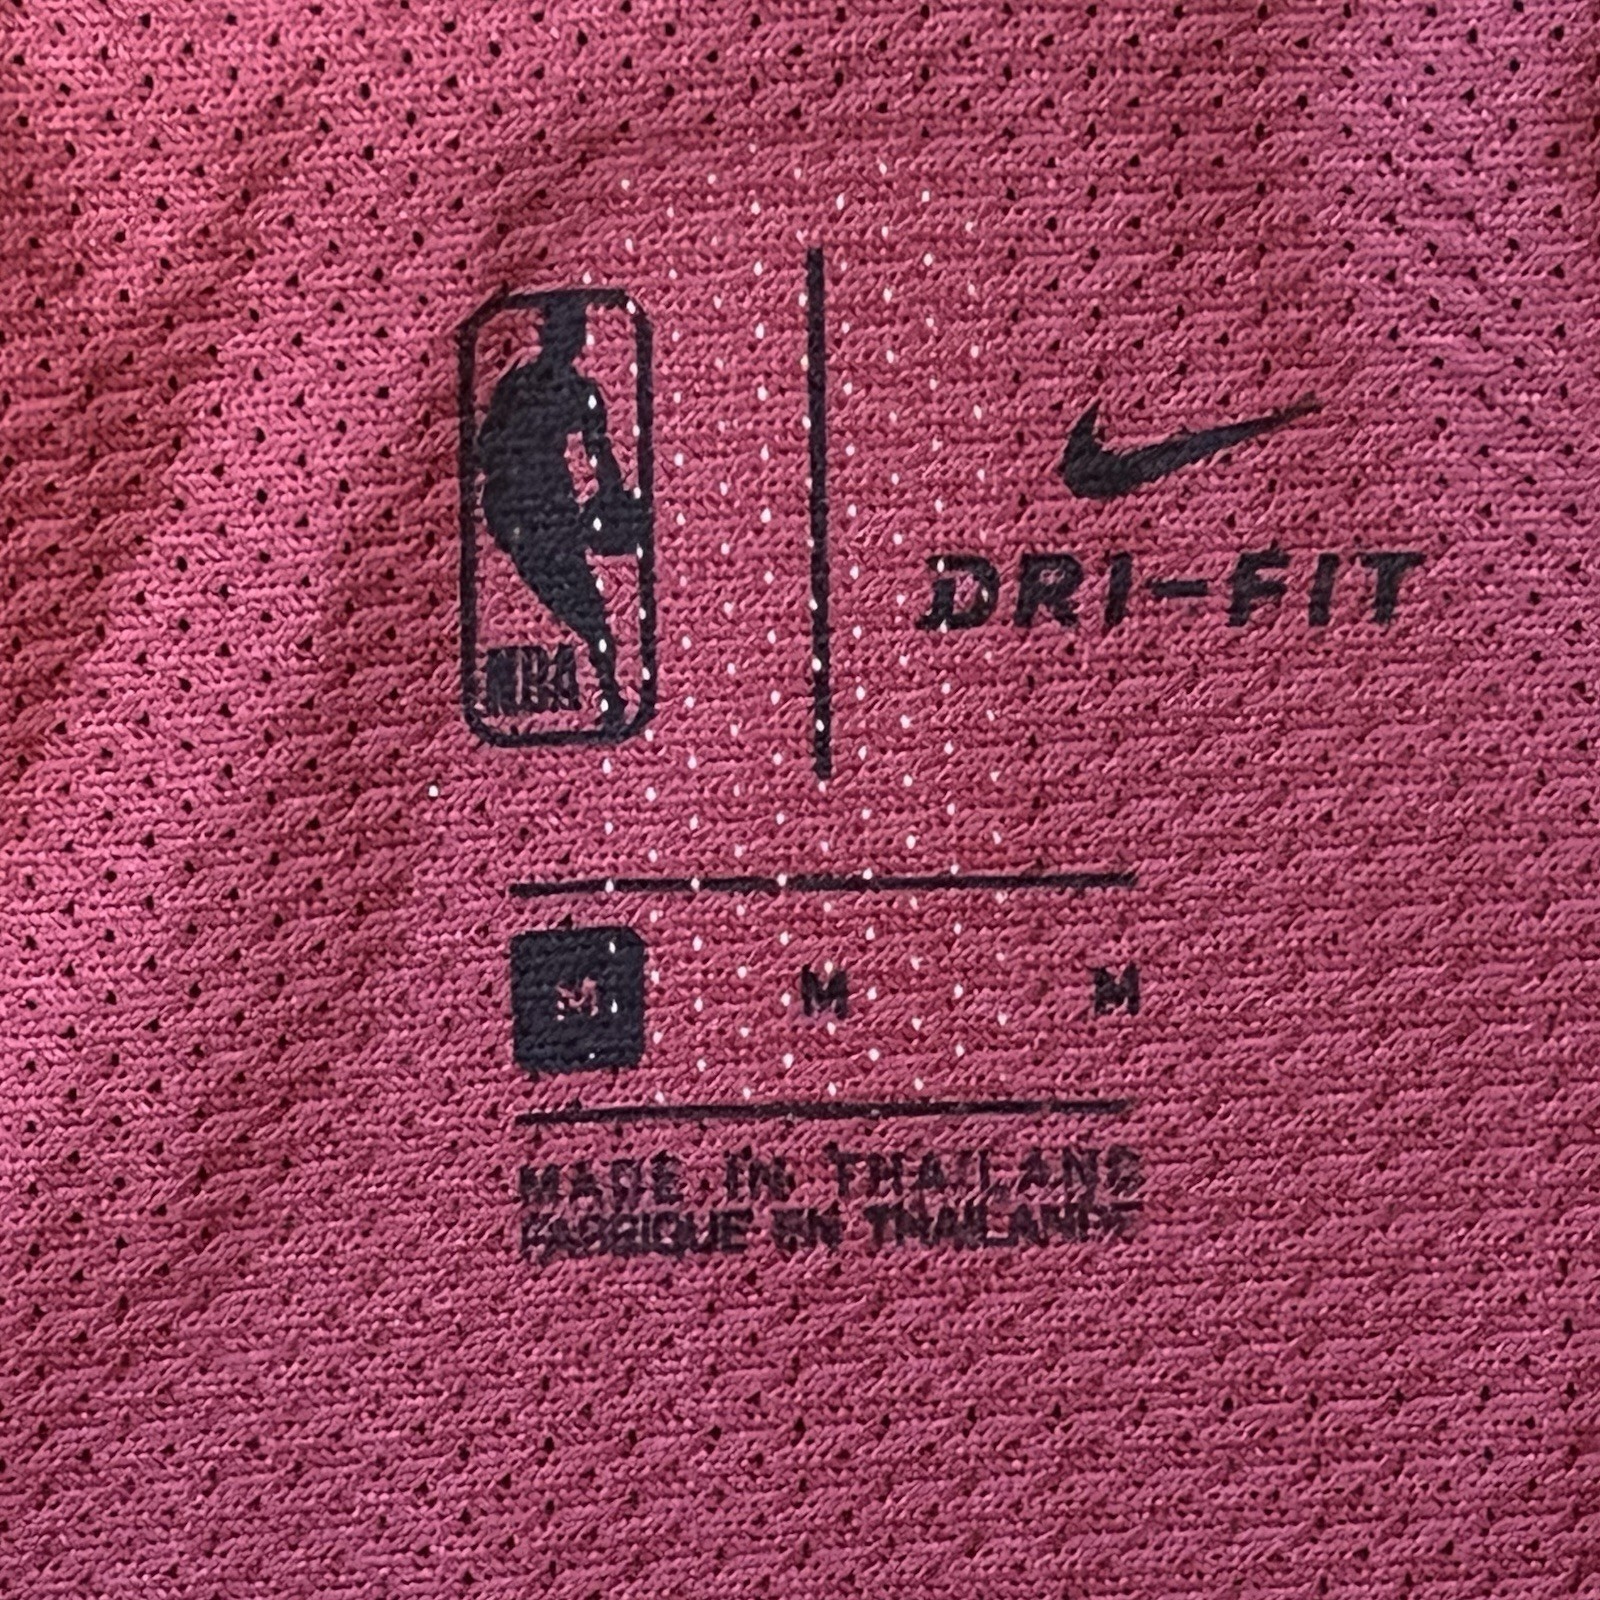 NBA
DRI-FIT
M M M
MADE IN THAILAND
FABRIQUE EN THAILANDE